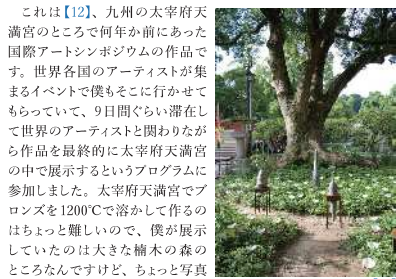 これは【12】、九州の太宰府天
満宮のところで何年か前にあった
国際アートシンポジウムの作品で
す。世界各国のアーティストが集
まるイベントで僕もそこに行かせて
もらっていて、9日間ぐらい滞在し
て世界のアーティストと関わりなが
ら作品を最終的に太宰府天満宮
の中で展示するというプログラムに
参加しました。太宰府天満宮でブ
ロンズを1200℃で溶かして作るの
はちょっと難しいので、僕が展示
していたのは大きな楠木の森の
ところなんですけど、ちょっと写真